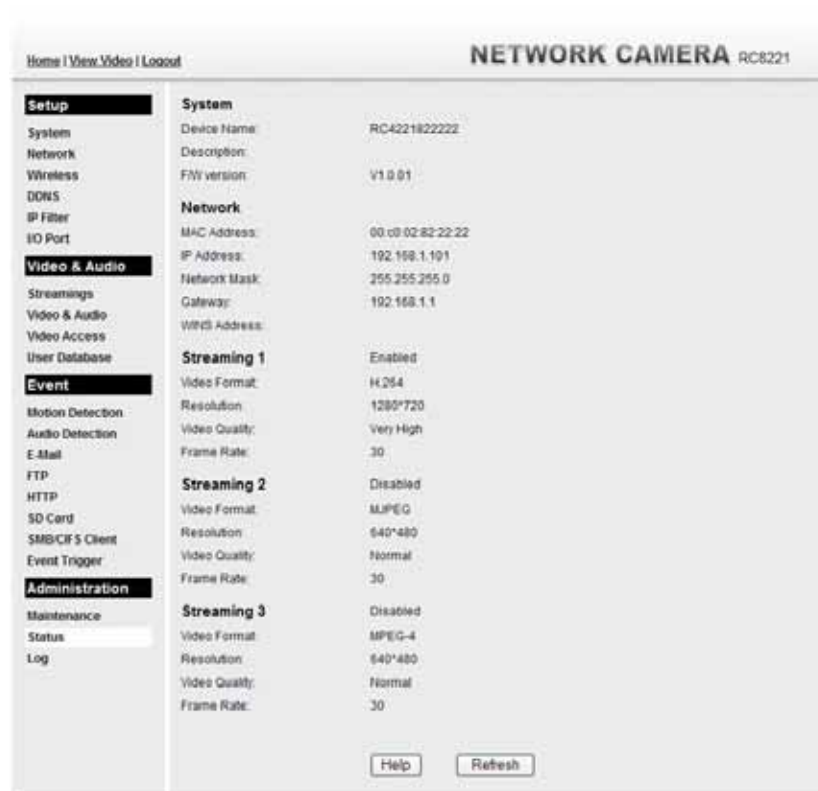 Home | View Video | Logout
NETWORK CAMERA RC8221
Setup
System
Network
Wireless
DDNS
IP Filter
I/O Port
Video & Audio
Streamings
Video & Audio
Video Access
User Database
Event
Motion Detection
Audio Detection
E-Mail
FTP
HTTP
SD Card
SMB/CIFS Client
Event Trigger
Administration
Maintenance
Status
Log
System
Device Name: RC4221822222
Description:
F/W version: V1.0.01
Network
MAC Address: 00:c0:02:82:22:22
IP Address: 192.168.1.101
Network Mask: 255.255.255.0
Gateway: 192.168.1.1
WINS Address:
Streaming 1 Enabled
Video Format: H.264
Resolution: 1280*720
Video Quality: Very High
Frame Rate: 30
Streaming 2 Disabled
Video Format: MJPEG
Resolution: 640*480
Video Quality: Normal
Frame Rate: 30
Streaming 3 Disabled
Video Format: MPEG-4
Resolution: 640*480
Video Quality: Normal
Frame Rate: 30
Help Refresh